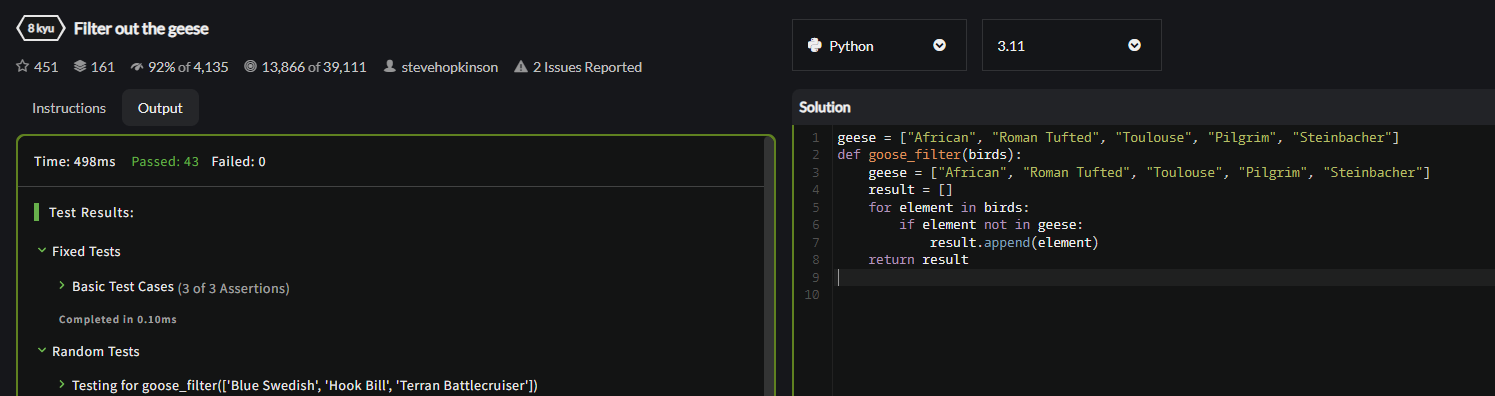 8 kyu Filter out the geese
451 161 92% of 4,135 13,866 of 39,111 stevehopkinson 2 Issues Reported
Instructions Output
Time: 498ms Passed: 43 Failed: 0
Test Results:
Fixed Tests
Basic Test Cases (3 of 3 Assertions)
Completed in 0.10ms
Random Tests
Testing for goose_filter(['Blue Swedish', 'Hook Bill', 'Terran Battlecruiser'])
Python 3.11
Solution
1 geese = ["African", "Roman Tufted", "Toulouse", "Pilgrim", "Steinbacher"]
2 def goose_filter(birds):
3     geese = ["African", "Roman Tufted", "Toulouse", "Pilgrim", "Steinbacher"]
4     result = []
5     for element in birds:
6         if element not in geese:
7             result.append(element)
8     return result
9
10